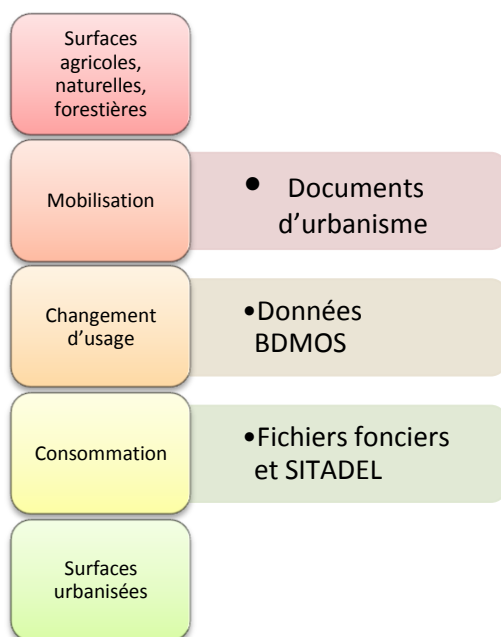 Surfaces
agricoles,
naturelles,
forestières
Mobilisation
• Documents
d’urbanisme
Changement
d’usage
•Données
BDMOS
Consommation
•Fichiers fonciers
et SITADEL
Surfaces
urbanisées